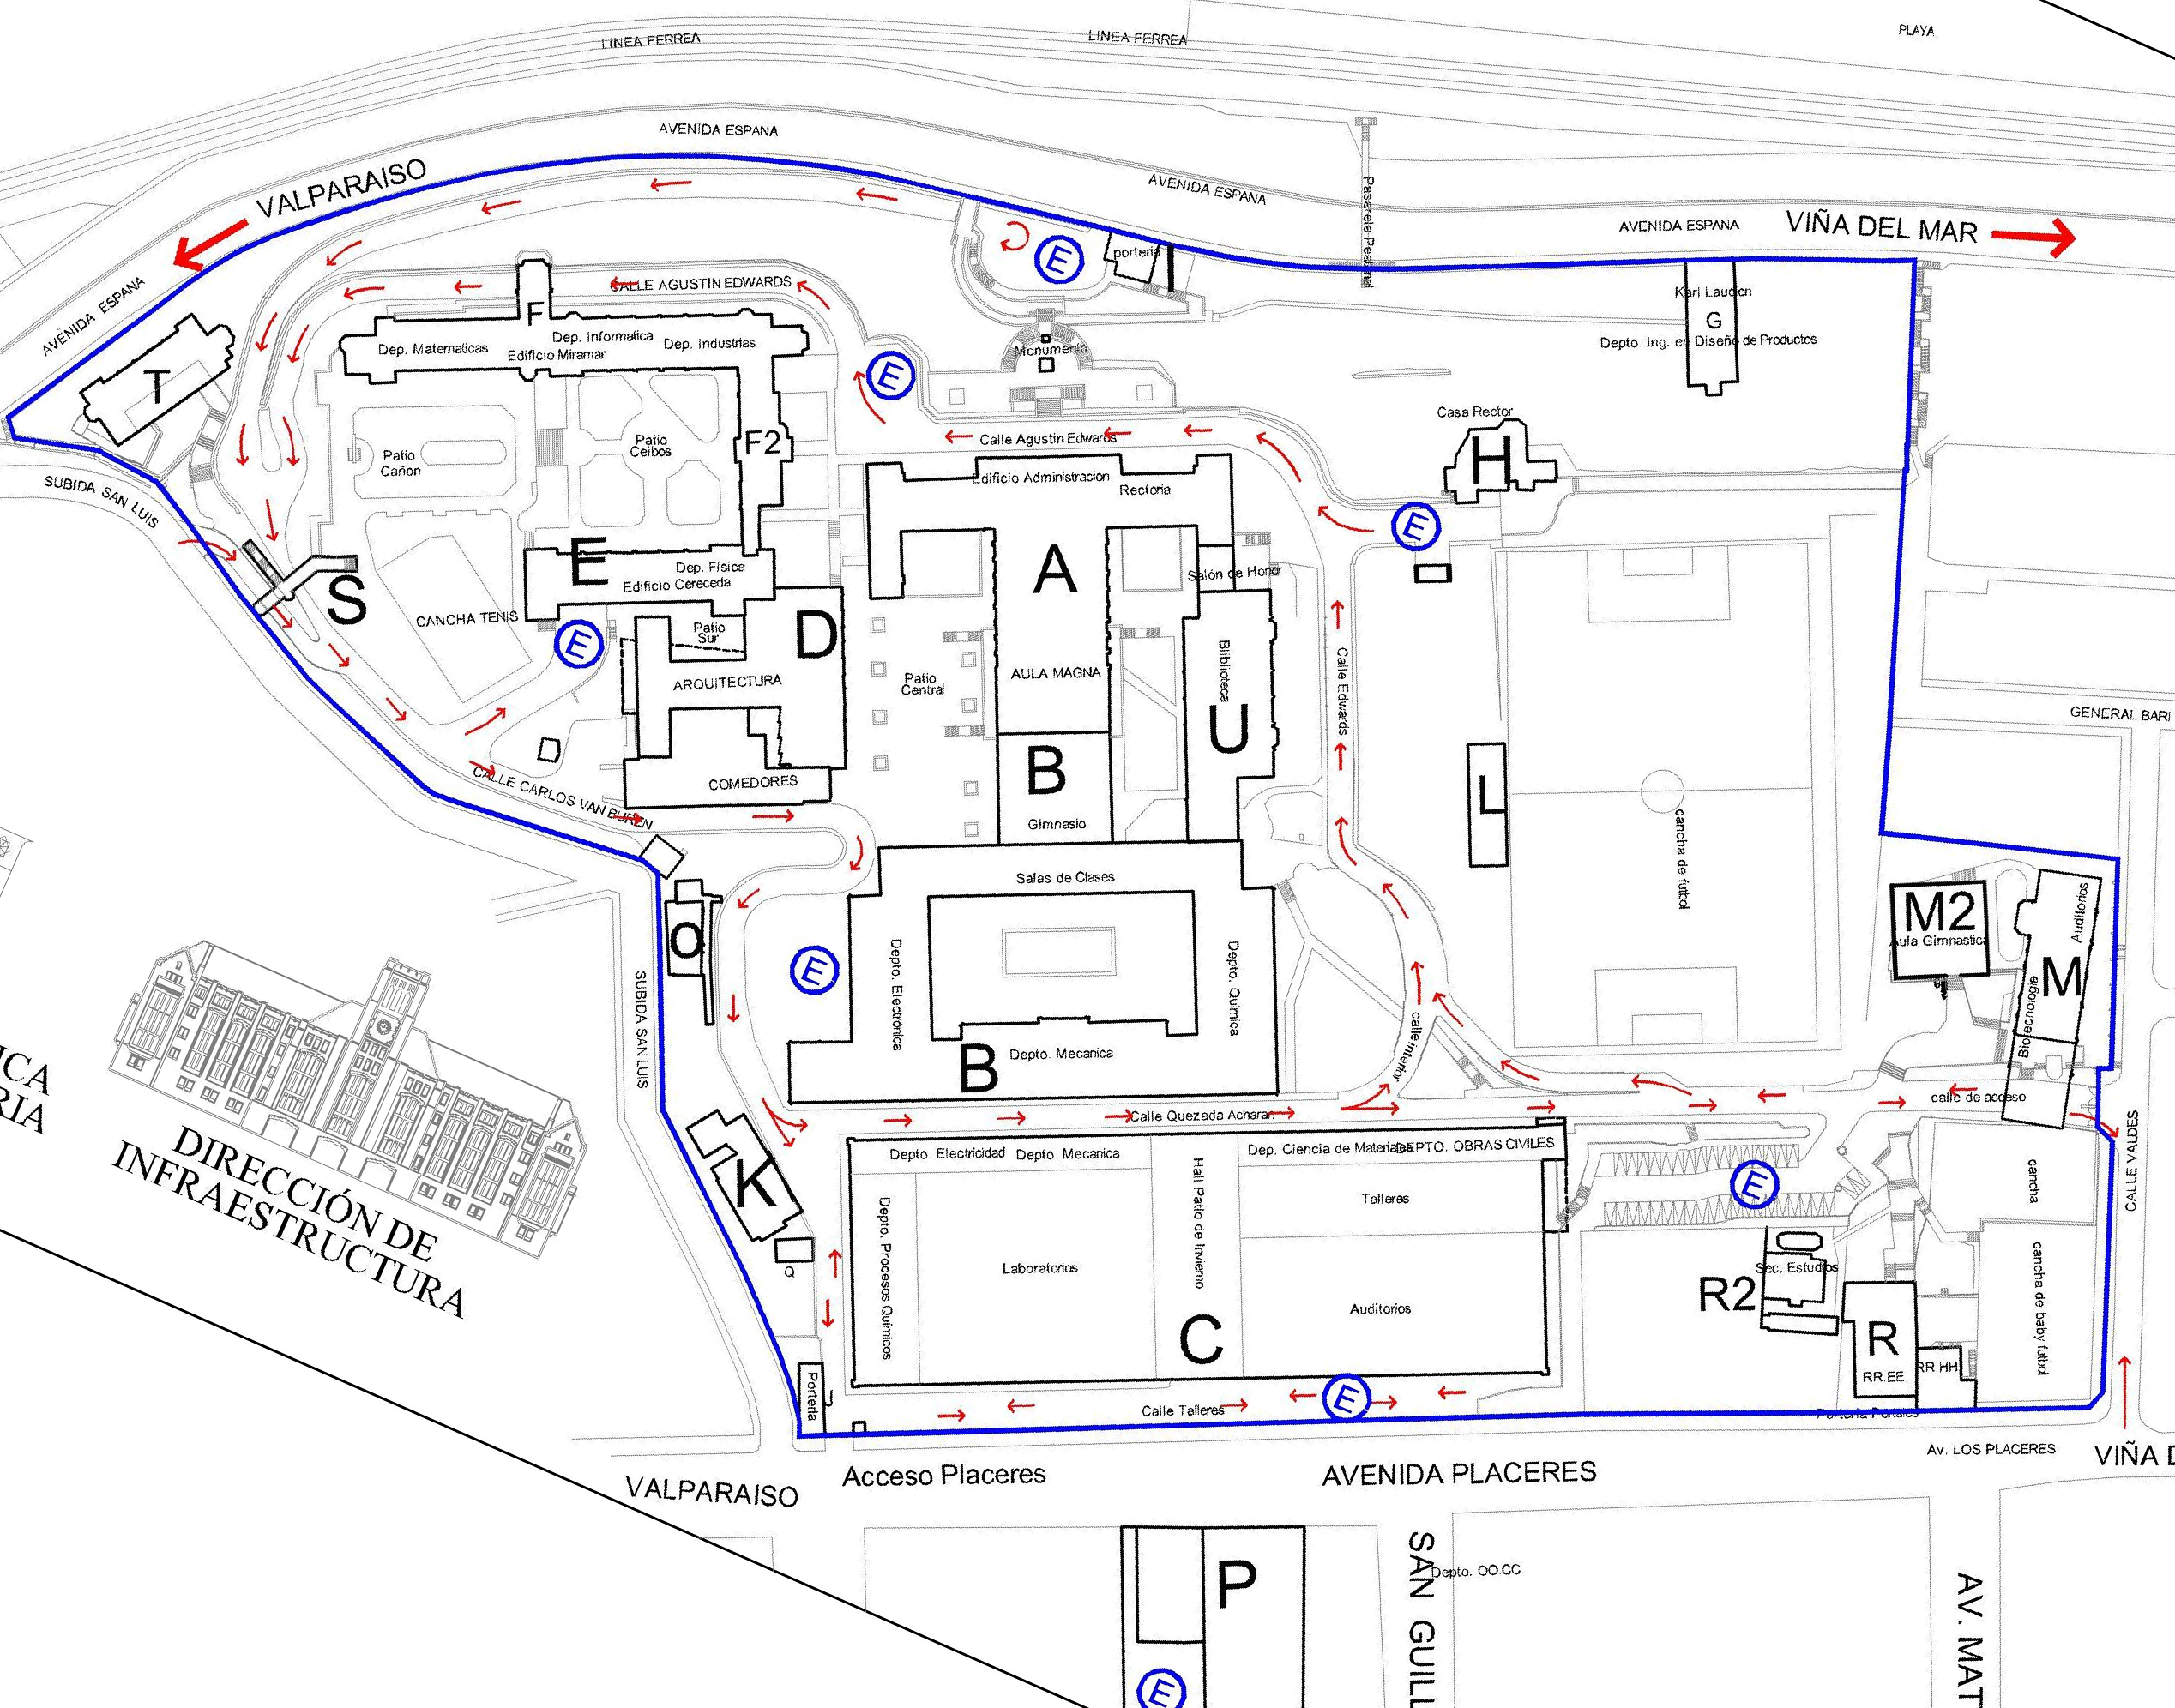 LINEA FERREA
LINEA FERREA
PLAYA
AVENIDA ESPANA
VALPARAISO
AVENIDA ESPANA
AVENIDA ESPANA
VIÑA DEL MAR
Pasarela Peatonal
AVENIDA ESPANA
E
porteria
I
CALLE AGUSTIN EDWARDS
F
Karl Lauden
G
Depto. Ing. en Diseño de Productos
Dep. Matematicas
Dep. Informatica
Edificio Miramar
Dep. Industrias
Monumento
E
T
Casa Rector
H
Patio
Cañon
Patio
Ceibos
F2
Calle Agustin Edwards
Edificio Administracion
Rectoria
SUBIDA SAN LUIS
E
S
E
Dep. Física
Edificio Cereceda
A
Salón de Honor
CANCHA TENIS
E
Patio
Sur
D
ARQUITECTURA
Patio
Central
AULA MAGNA
Biblioteca
U
Calle Edwards
GENERAL BARI
COMEDORES
CALLE CARLOS VAN BUREN
B
Gimnasio
L
cancha de futbol
Salas de Clases
M2
Aula Gimnastica
Auditorios
M
Biotecnologia
O
E
Depto. Electrónica
Depto. Quimica
SUBIDA SAN LUIS
B
Depto. Mecanica
calle interior
calle de acceso
Calle Quezada Acharan
ICA
RIA
DIRECCIÓN DE
INFRAESTRUCTURA
K
Q
Depto. Electricidad
Depto. Mecanica
Dep. Ciencia de Materiales
DEPTO. OBRAS CIVILES
Depto. Procesos Quimicos
Laboratorios
Hall Patio de Invierno
Talleres
Auditorios
C
E
cancha
CALLE VALDES
Sec. Estudios
R2
R
RR.EE
RR.HH
cancha de baby futbol
Porteria
Calle Talleres
E
Porteria Portales
Av. LOS PLACERES
VIÑA D
VALPARAISO
Acceso Placeres
AVENIDA PLACERES
P
E
SAN GUILL
Depto. OO.CC
AV. MAT